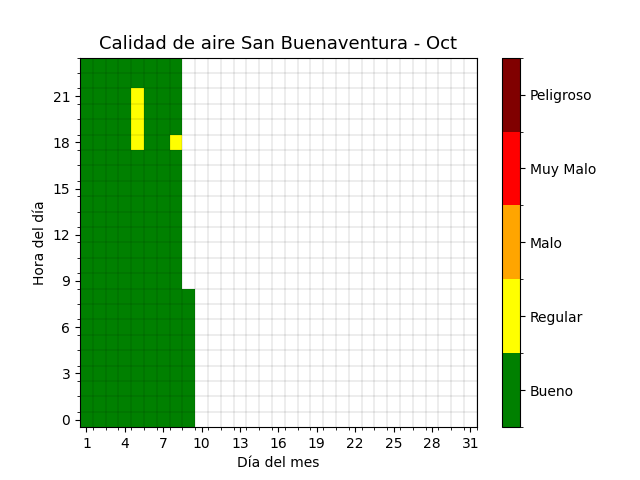 Calidad de aire San Buenaventura - Oct
Hora del día
21
18
15
12
9
6
3
0
1 4 7 10 13 16 19 22 25 28 31
Día del mes
Peligroso
Muy Malo
Malo
Regular
Bueno